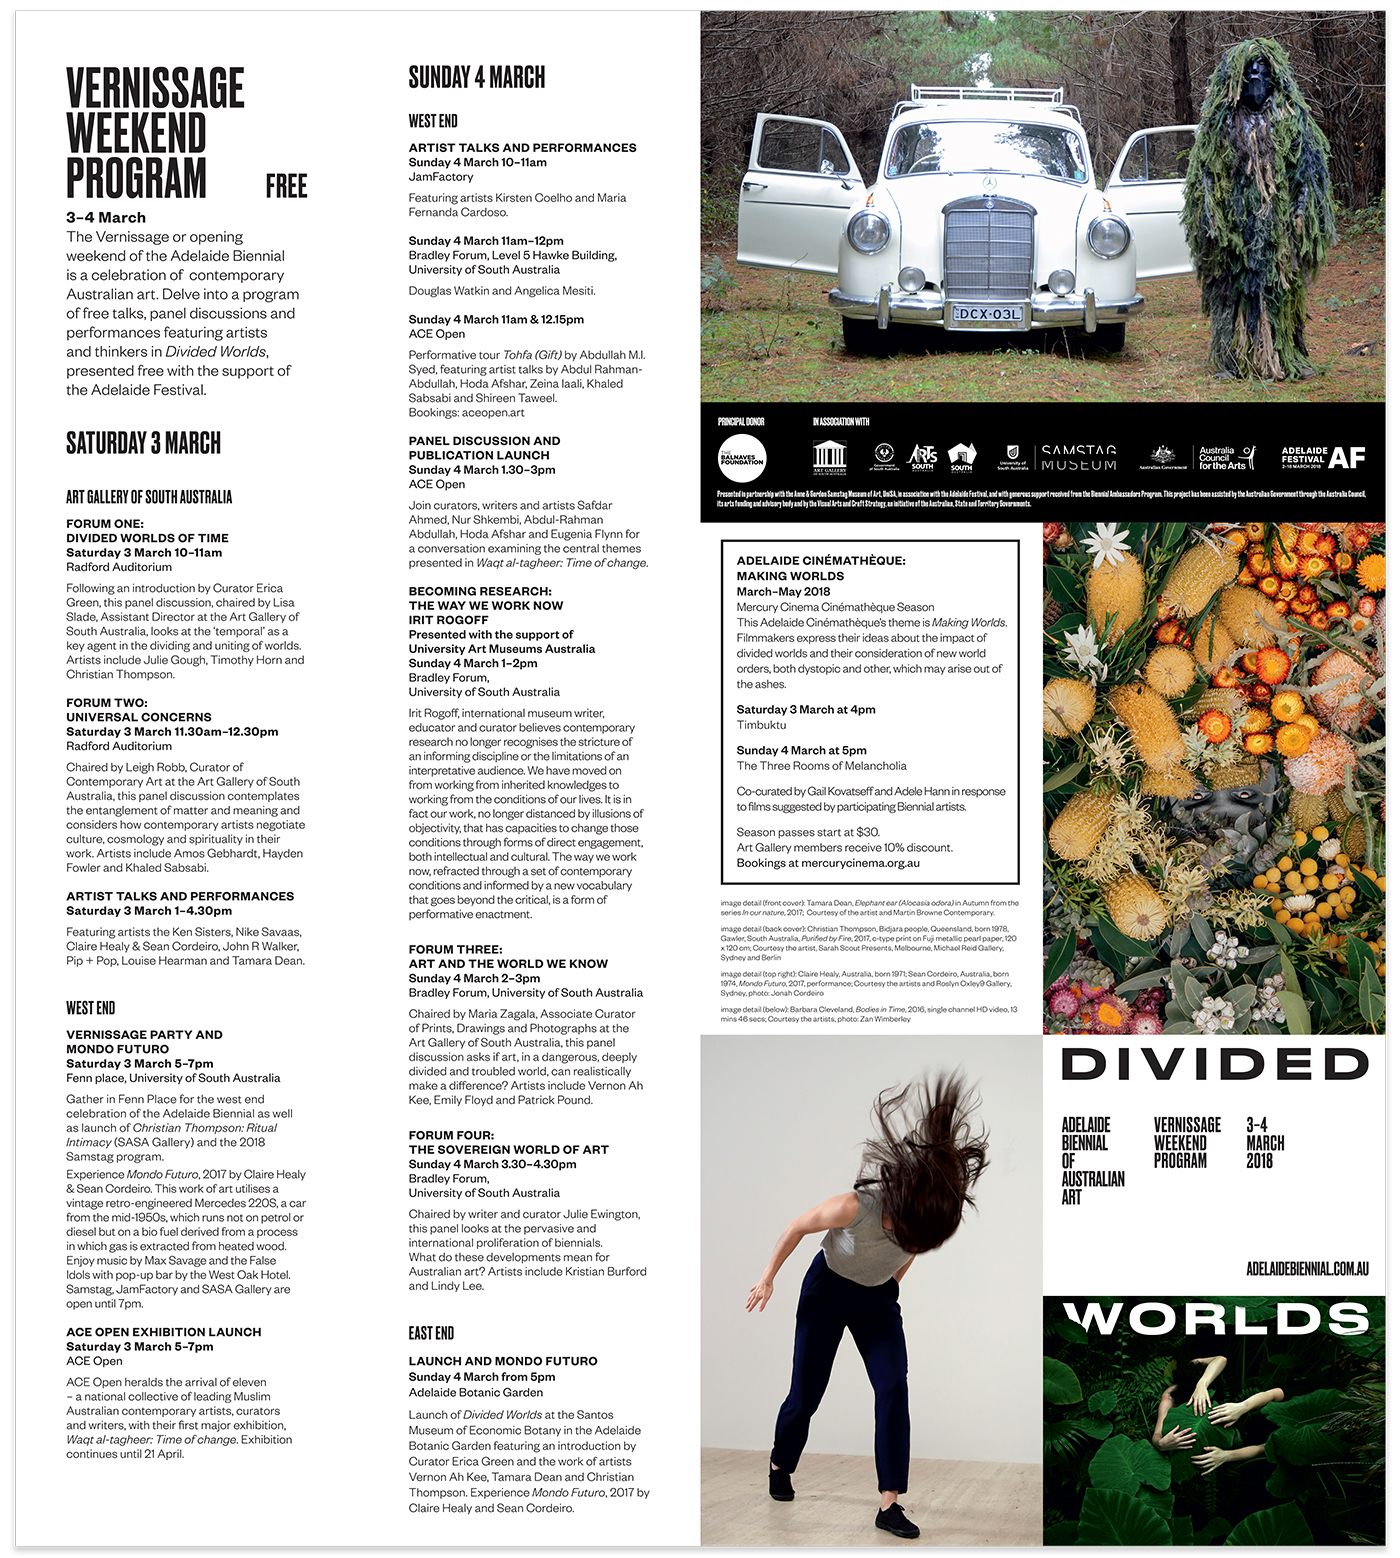 VERNISSAGE
WEEKEND
PROGRAM
FREE
3–4 March
The Vernissage or opening
weekend of the Adelaide Biennial
is a celebration of contemporary
Australian art. Delve into a program
of free talks, panel discussions and
performances featuring artists
and thinkers in Divided Worlds,
presented free with the support of
the Adelaide Festival.
SATURDAY 3 MARCH
ART GALLERY OF SOUTH AUSTRALIA
FORUM ONE:
DIVIDED WORLDS OF TIME
Saturday 3 March 10–11am
Radford Auditorium
Following an introduction by Curator Erica
Green, this panel discussion, chaired by Lisa
Slade, Assistant Director at the Art Gallery of
South Australia, looks at the ‘temporal’ as a
key agent in the dividing and uniting of worlds.
Artists include Julie Gough, Timothy Horn and
Christian Thompson.
FORUM TWO:
UNIVERSAL CONCERNS
Saturday 3 March 11.30am–12.30pm
Radford Auditorium
Chaired by Leigh Robb, Curator of
Contemporary Art at the Art Gallery of South
Australia, this panel discussion contemplates
the entanglement of matter and meaning and
considers how contemporary artists negotiate
culture, cosmology and spirituality in their
work. Artists include Amos Gebhardt, Hayden
Fowler and Khaled Sabsabi.
ARTIST TALKS AND PERFORMANCES
Saturday 3 March 1–4.30pm
Featuring artists the Ken Sisters, Nike Savaas,
Claire Healy & Sean Cordeiro, John R Walker,
Pip + Pop, Louise Hearman and Tamara Dean.
WEST END
VERNISSAGE PARTY AND
MONDO FUTURO
Saturday 3 March 5–7pm
Fenn place, University of South Australia
Gather in Fenn Place for the west end
celebration of the Adelaide Biennial as well
as launch of Christian Thompson: Ritual
Intimacy (SASA Gallery) and the 2018
Samstag program.
Experience Mondo Futuro, 2017 by Claire Healy
& Sean Cordeiro. This work of art utilises a
vintage retro-engineered Mercedes 220S, a car
from the mid-1950s, which runs not on petrol or
diesel but on a bio fuel derived from a process
in which gas is extracted from heated wood.
Enjoy music by Max Savage and the False
Idols with pop-up bar by the West Oak Hotel.
Samstag, JamFactory and SASA Gallery are
open until 7pm.
ACE OPEN EXHIBITION LAUNCH
Saturday 3 March 5–7pm
ACE Open
ACE Open heralds the arrival of eleven
– a national collective of leading Muslim
Australian contemporary artists, curators
and writers, with their first major exhibition,
Waqt al-tagheer: Time of change. Exhibition
continues until 21 April.
SUNDAY 4 MARCH
WEST END
ARTIST TALKS AND PERFORMANCES
Sunday 4 March 10–11am
JamFactory
Featuring artists Kirsten Coelho and Maria
Fernanda Cardoso.
Sunday 4 March 11am–12pm
Bradley Forum, Level 5 Hawke Building,
University of South Australia
Douglas Watkin and Angelica Mesiti.
Sunday 4 March 11am & 12.15pm
ACE Open
Performative tour Tohfa (Gift) by Abdullah M.I.
Syed, featuring artist talks by Abdul Rahman-
Abdullah, Hoda Afshar, Zeina Iaali, Khaled
Sabsabi and Shireen Taweel.
Bookings: aceopen.art
PANEL DISCUSSION AND
PUBLICATION LAUNCH
Sunday 4 March 1.30–3pm
ACE Open
Join curators, writers and artists Safdar
Ahmed, Nur Shkembi, Abdul-Rahman
Abdullah, Hoda Afshar and Eugenia Flynn for
a conversation examining the central themes
presented in Waqt al-tagheer: Time of change.
BECOMING RESEARCH:
THE WAY WE WORK NOW
IRIT ROGOFF
Presented with the support of
University Art Museums Australia
Sunday 4 March 1–2pm
Bradley Forum,
University of South Australia
Irit Rogoff, international museum writer,
educator and curator believes contemporary
research no longer recognises the stricture of
an informing discipline or the limitations of an
interpretative audience. We have moved on
from working from inherited knowledges to
working from the conditions of our lives. It is in
fact our work, no longer distanced by illusions of
objectivity, that has capacities to change those
conditions through forms of direct engagement,
both intellectual and cultural. The way we work
now, refracted through a set of contemporary
conditions and informed by a new vocabulary
that goes beyond the critical, is a form of
performative enactment.
FORUM THREE:
ART AND THE WORLD WE KNOW
Sunday 4 March 2–3pm
Bradley Forum, University of South Australia
Chaired by Maria Zagala, Associate Curator
of Prints, Drawings and Photographs at the
Art Gallery of South Australia, this panel
discussion asks if art, in a dangerous, deeply
divided and troubled world, can realistically
make a difference? Artists include Vernon Ah
Kee, Emily Floyd and Patrick Pound.
FORUM FOUR:
THE SOVEREIGN WORLD OF ART
Sunday 4 March 3.30–4.30pm
Bradley Forum,
University of South Australia
Chaired by writer and curator Julie Ewington,
this panel looks at the pervasive and
international proliferation of biennials.
What do these developments mean for
Australian art? Artists include Kristian Burford
and Lindy Lee.
EAST END
LAUNCH AND MONDO FUTURO
Sunday 4 March from 5pm
Adelaide Botanic Garden
Launch of Divided Worlds at the Santos
Museum of Economic Botany in the Adelaide
Botanic Garden featuring an introduction by
Curator Erica Green and the work of artists
Vernon Ah Kee, Tamara Dean and Christian
Thompson. Experience Mondo Futuro, 2017 by
Claire Healy and Sean Cordeiro.
DCX·03L
PRINCIPAL DONOR
IN ASSOCIATION WITH
THE BALNAVES FOUNDATION
ART GALLERY OF SOUTH AUSTRALIA
Government of South Australia
ARTS SOUTH AUSTRALIA
SOUTH AUSTRALIA
University of South Australia
SAMSTAG MUSEUM
Australian Government
Australia Council for the Arts
ADELAIDE FESTIVAL 2–18 MARCH 2018 AF
Presented in partnership with the Anne & Gordon Samstag Museum of Art, UniSA, in association with the Adelaide Festival, and with generous support received from the Biennial Ambassadors Program. This project has been assisted by the Australian Government through the Australia Council,
its arts funding and advisory body and by the Visual Arts and Craft Strategy, an initiative of the Australian, State and Territory Governments.
ADELAIDE CINÉMATHÈQUE:
MAKING WORLDS
March–May 2018
Mercury Cinema Cinémathèque Season
This Adelaide Cinémathèque’s theme is Making Worlds.
Filmmakers express their ideas about the impact of
divided worlds and their consideration of new world
orders, both dystopic and other, which may arise out of
the ashes.
Saturday 3 March at 4pm
Timbuktu
Sunday 4 March at 5pm
The Three Rooms of Melancholia
Co-curated by Gail Kovatseff and Adele Hann in response
to films suggested by participating Biennial artists.
Season passes start at $30.
Art Gallery members receive 10% discount.
Bookings at mercurycinema.org.au
image detail (front cover): Tamara Dean, Elephant ear (Alocasia odora) in Autumn from the
series In our nature, 2017; Courtesy of the artist and Martin Browne Contemporary.
image detail (back cover): Christian Thompson, Bidjara people, Queensland, born 1978,
Gawler, South Australia, Purified by Fire, 2017, c-type print on Fuji metallic pearl paper, 120
x 120 cm; Courtesy the artist, Sarah Scout Presents, Melbourne, Michael Reid Gallery,
Sydney and Berlin
image detail (top right): Claire Healy, Australia, born 1971; Sean Cordeiro, Australia, born
1974, Mondo Futuro, 2017, performance; Courtesy the artists and Roslyn Oxley9 Gallery,
Sydney, photo: Jonah Cordeiro
image detail (below): Barbara Cleveland, Bodies in Time, 2016, single channel HD video, 13
mins 46 secs; Courtesy the artists, photo: Zan Wimberley
DIVIDED
ADELAIDE
BIENNIAL
OF
AUSTRALIAN
ART
VERNISSAGE
WEEKEND
PROGRAM
3–4
MARCH
2018
ADELAIDEBIENNIAL.COM.AU
WORLDS